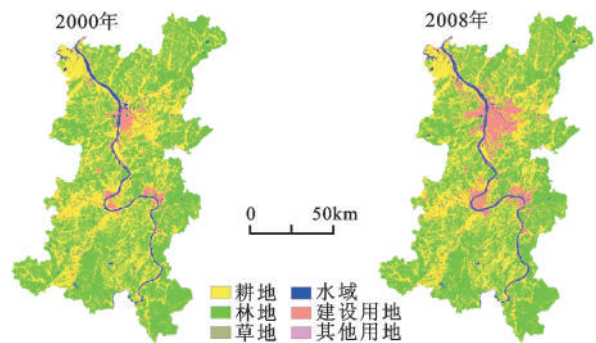 2000年
2008年
0 50km
耕地 水域
林地 建设用地
草地 其他用地